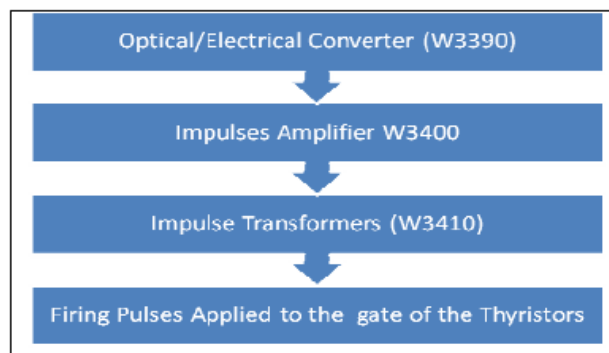 Optical/Electrical Converter (W3390)
Impulses Amplifier W3400
Impulse Transformers (W3410)
Firing Pulses Applied to the gate of the Thyristors